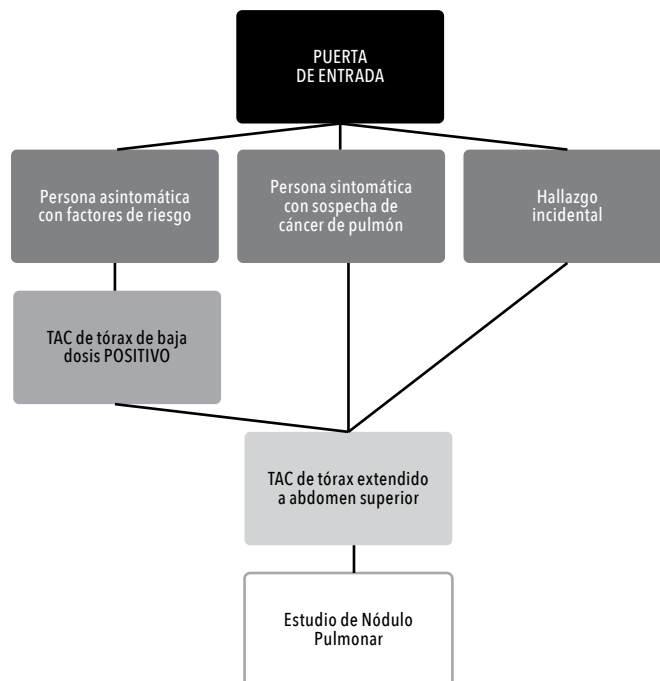 PUERTA
DE ENTRADA
Persona asintomática
con factores de riesgo
Persona sintomática
con sospecha de
cáncer de pulmón
Hallazgo
incidental
TAC de tórax de baja
dosis POSITIVO
TAC de tórax extendido
a abdomen superior
Estudio de Nódulo
Pulmonar